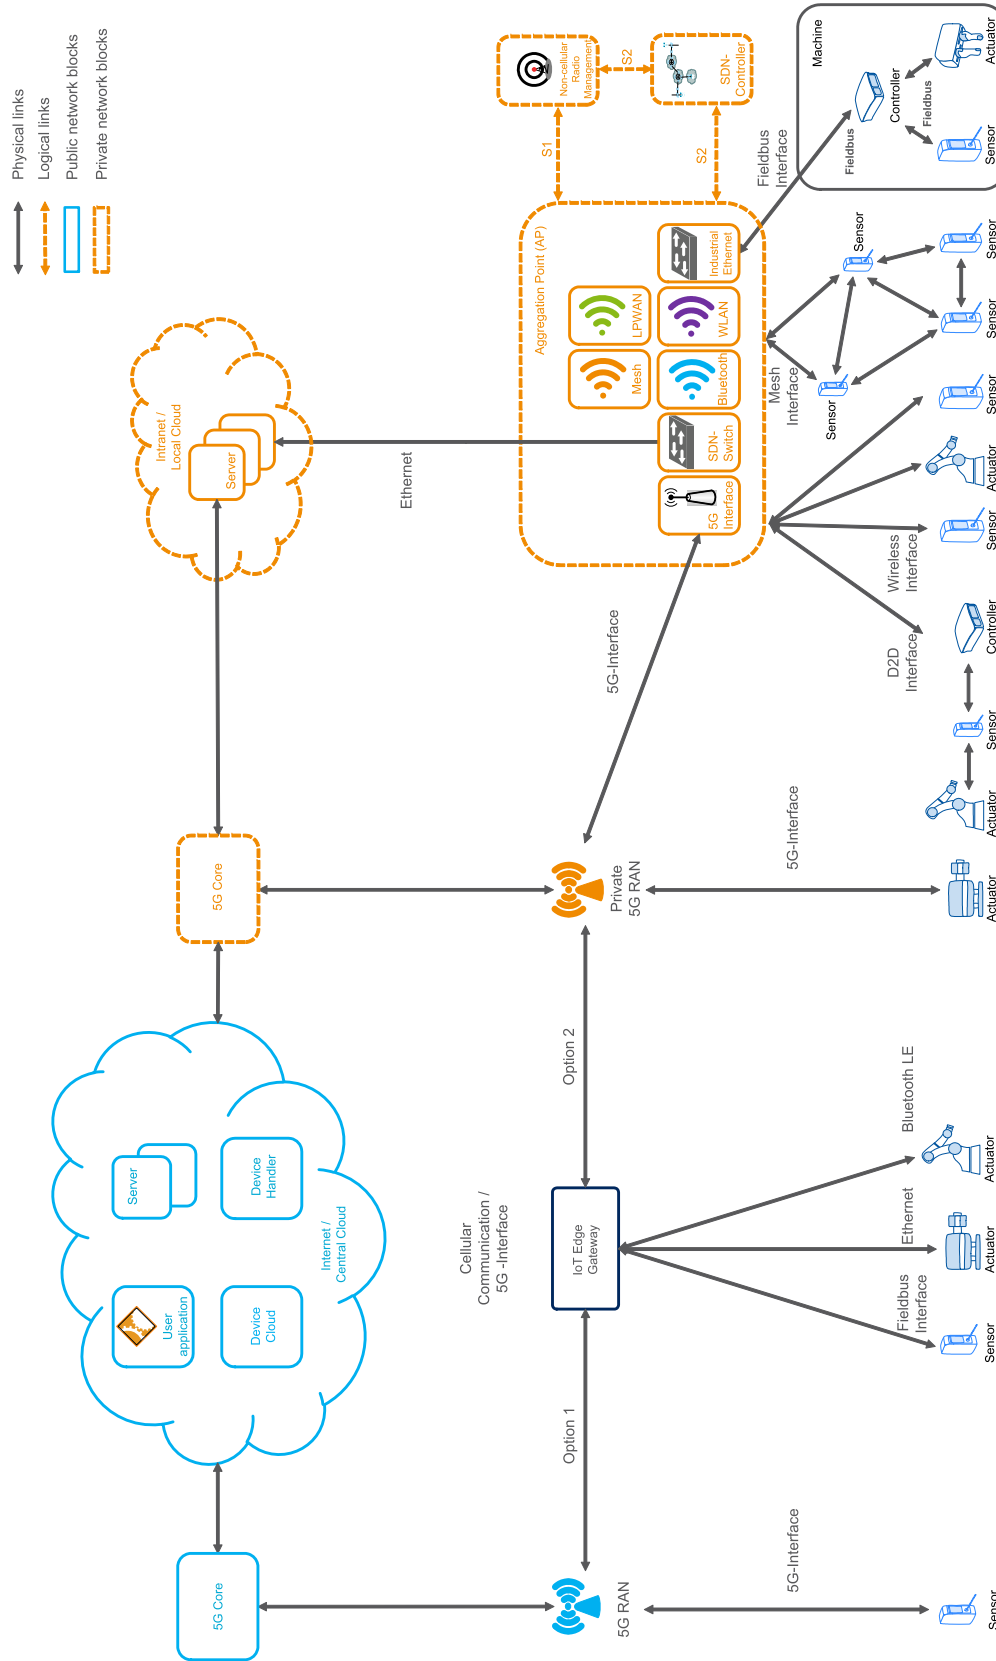 Physical links
Logical links
Public network blocks
Private network blocks
5G Core
User
application
Server
Device
Cloud
Device
Handler
Internet /
Central Cloud
5G Core
Intranet /
Local Cloud
Server
Ethernet
Cellular
Communication /
5G -Interface
Option 1
Option 2
5G RAN
IoT Edge
Gateway
Private
5G RAN
5G-Interface
Aggregation Point (AP)
Mesh
LPWAN
5G
Interface
SDN-
Switch
Bluetooth
WLAN
Industrial
Ethernet
S1
S2
S2
Non-cellular
Radio
Management
SDN-
Controller
5G-Interface
5G-Interface
Fieldbus
Interface
Ethernet
Bluetooth LE
D2D
Interface
Wireless
Interface
Mesh
Interface
Fieldbus
Interface
Sensor
Sensor
Machine
Fieldbus
Controller
Fieldbus
Sensor
Sensor
Actuator
Actuator
Actuator
Actuator
Sensor
Controller
Sensor
Actuator
Sensor
Sensor
Sensor
Sensor
Actuator